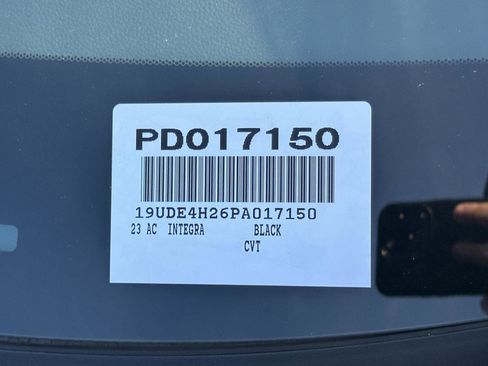 PD017150
19UDE4H26PA017150
23 AC INTEGRA BLACK
CVT